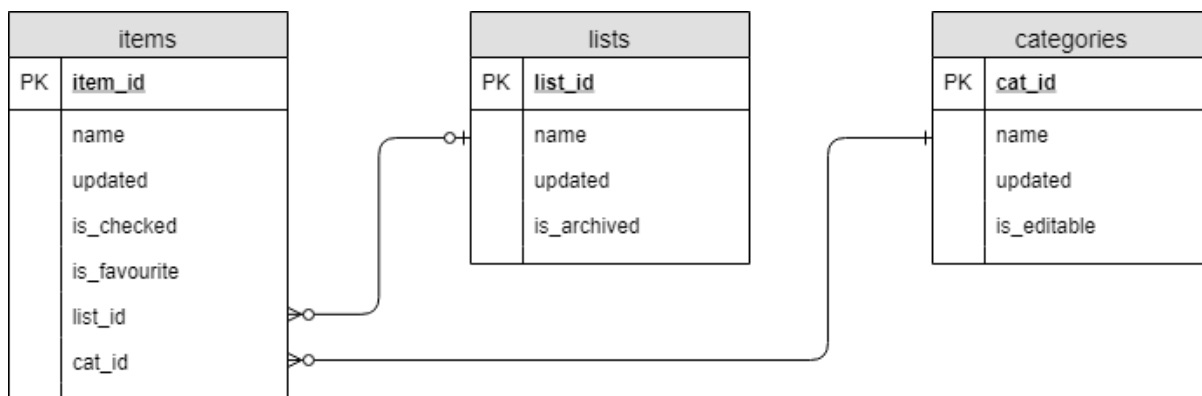 items
PK item_id
name
updated
is_checked
is_favourite
list_id
cat_id
lists
PK list_id
name
updated
is_archived
categories
PK cat_id
name
updated
is_editable